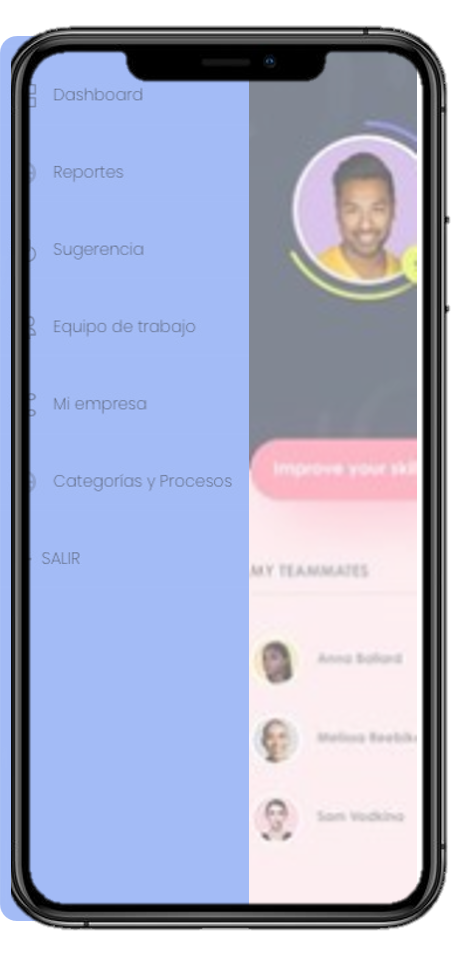 Dashboard
Reportes
Sugerencia
Equipo de trabajo
Mi empresa
Categorías y Procesos
SALIR
Improve your skil
MY TEAMMATES
Anna Ballard
Melissa
Sam Vodkino